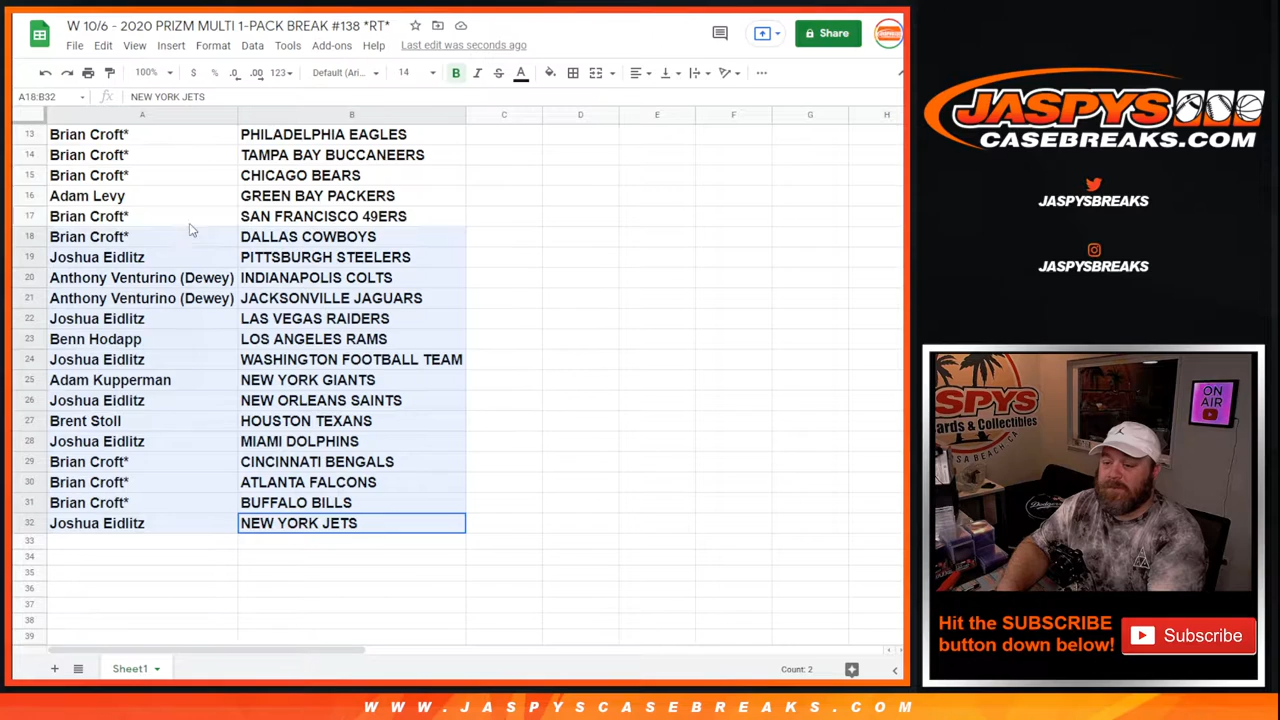 W 10/6 - 2020 PRIZM MULTI 1-PACK BREAK #138 *RT*
File Edit View Insert Format Data Tools Add-ons Help Last edit was seconds ago
Share
100% $ % .0 .00 123 Default (Ari... 14 B I S A
A18:B32 fx NEW YORK JETS
A B C D E F G H
13 Brian Croft* PHILADELPHIA EAGLES
14 Brian Croft* TAMPA BAY BUCCANEERS
15 Brian Croft* CHICAGO BEARS
16 Adam Levy GREEN BAY PACKERS
17 Brian Croft* SAN FRANCISCO 49ERS
18 Brian Croft* DALLAS COWBOYS
19 Joshua Eidlitz PITTSBURGH STEELERS
20 Anthony Venturino (Dewey) INDIANAPOLIS COLTS
21 Anthony Venturino (Dewey) JACKSONVILLE JAGUARS
22 Joshua Eidlitz LAS VEGAS RAIDERS
23 Benn Hodapp LOS ANGELES RAMS
24 Joshua Eidlitz WASHINGTON FOOTBALL TEAM
25 Adam Kupperman NEW YORK GIANTS
26 Joshua Eidlitz NEW ORLEANS SAINTS
27 Brent Stoll HOUSTON TEXANS
28 Joshua Eidlitz MIAMI DOLPHINS
29 Brian Croft* CINCINNATI BENGALS
30 Brian Croft* ATLANTA FALCONS
31 Brian Croft* BUFFALO BILLS
32 Joshua Eidlitz NEW YORK JETS
33
34
35
36
37
38
39
Sheet1
Count: 2
JASPYS
CASEBREAKS.COM
JASPYSBREAKS
JASPYSBREAKS
JASPYS
ards & Collectibles
SA BEACH, CA
ON
AIR
Dodgers
Hit the SUBSCRIBE
button down below!
Subscribe
WWW.JASPYSCASEBREAKS.COM